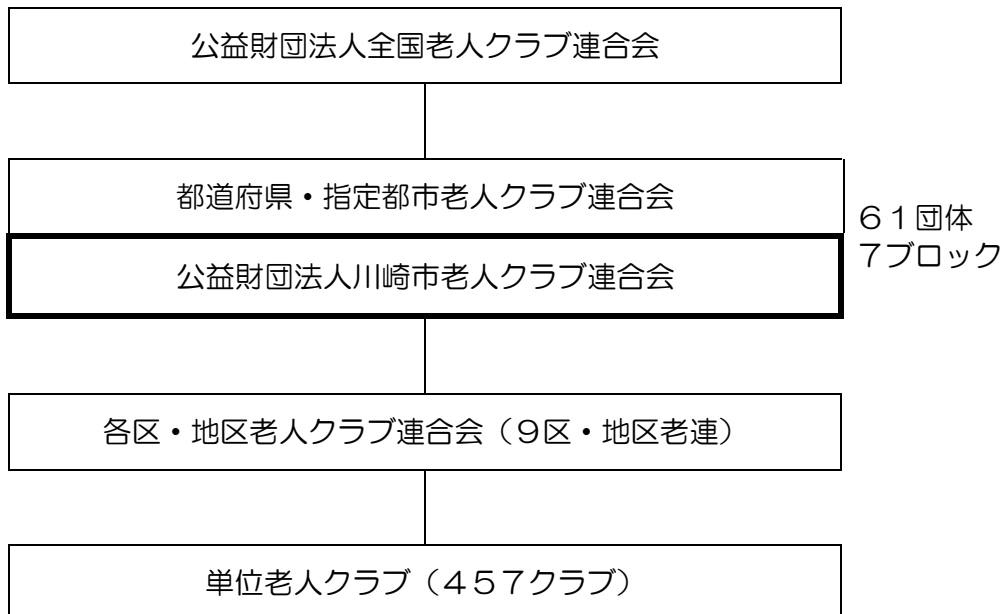 公益財団法人全国老人クラブ連合会
都道府県・指定都市老人クラブ連合会
公益財団法人川崎市老人クラブ連合会
６１団体
７ブロック
各区・地区老人クラブ連合会（９区・地区老連）
単位老人クラブ（４５７クラブ）